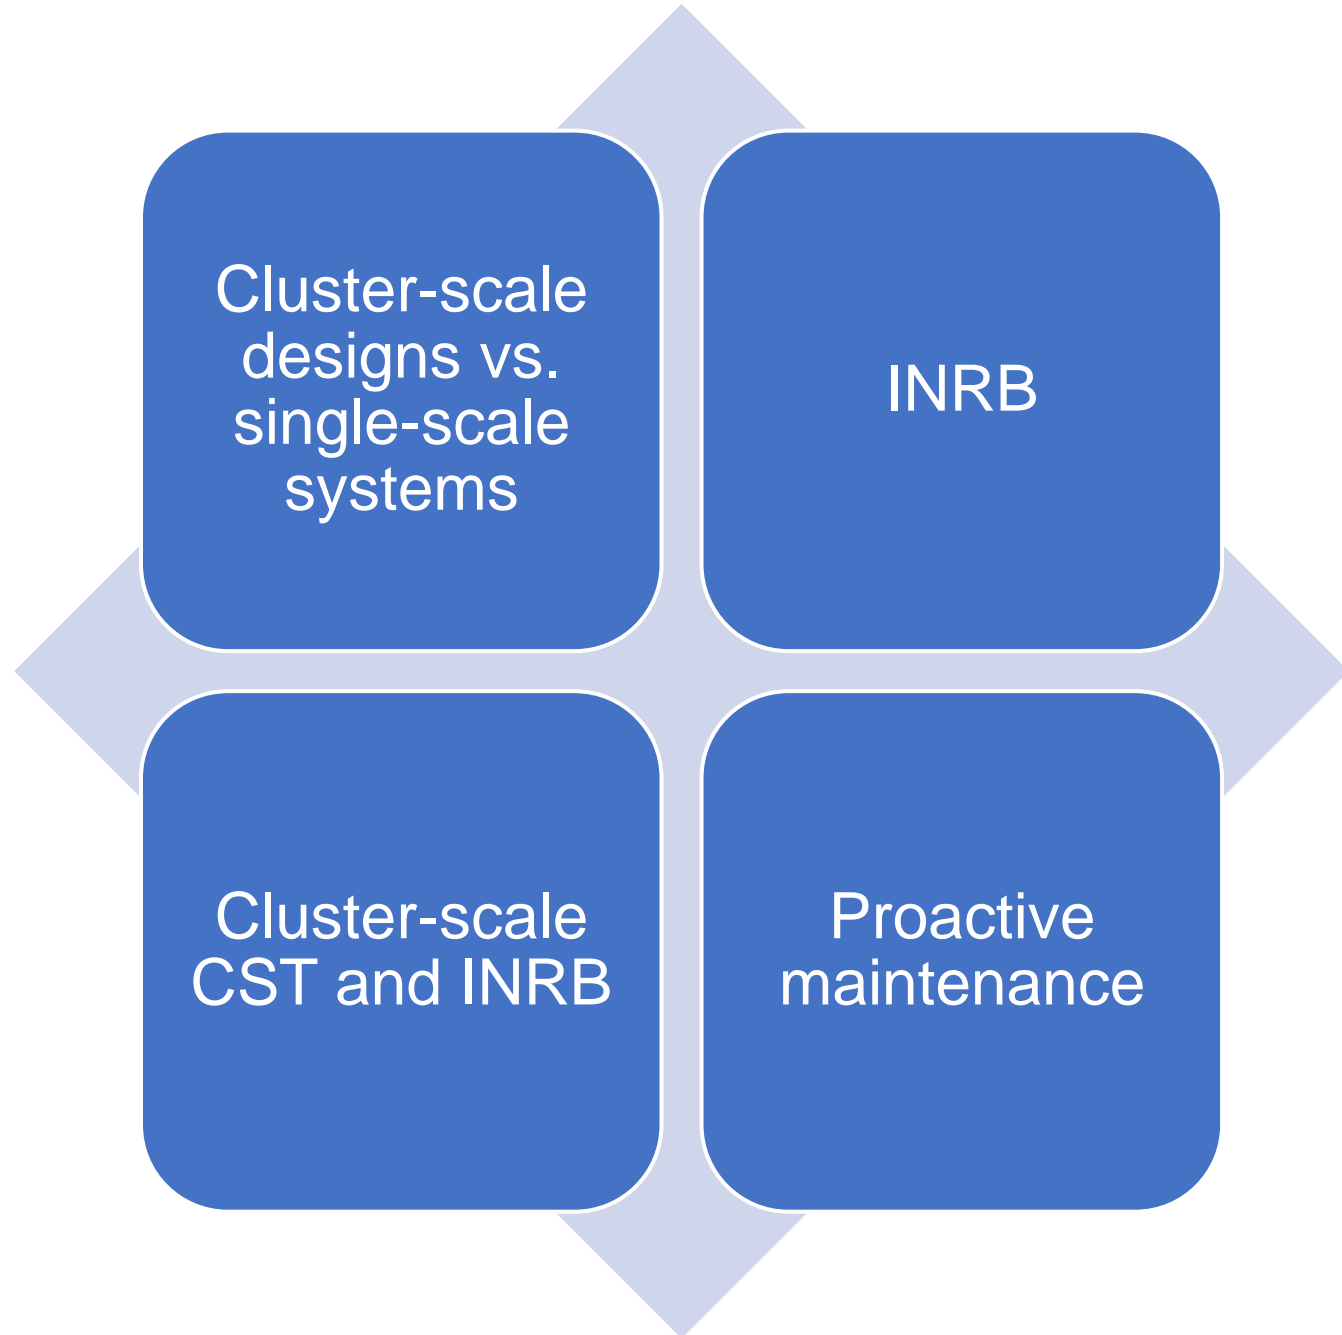 Cluster-scale
designs vs.
single-scale
systems
INRB
Cluster-scale
CST and INRB
Proactive
maintenance